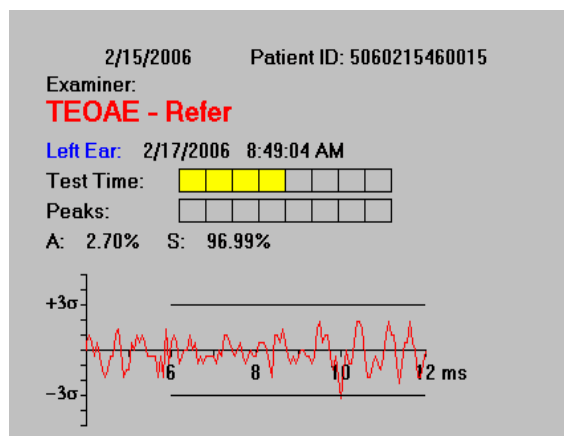 2/15/2006 Patient ID: 5060215460015
Examiner:
TEOAE - Refer
Left Ear: 2/17/2006 8:49:04 AM
Test Time:
Peaks:
A: 2.70% S: 96.99%
+3σ
6 8 10 12 ms
-3σ